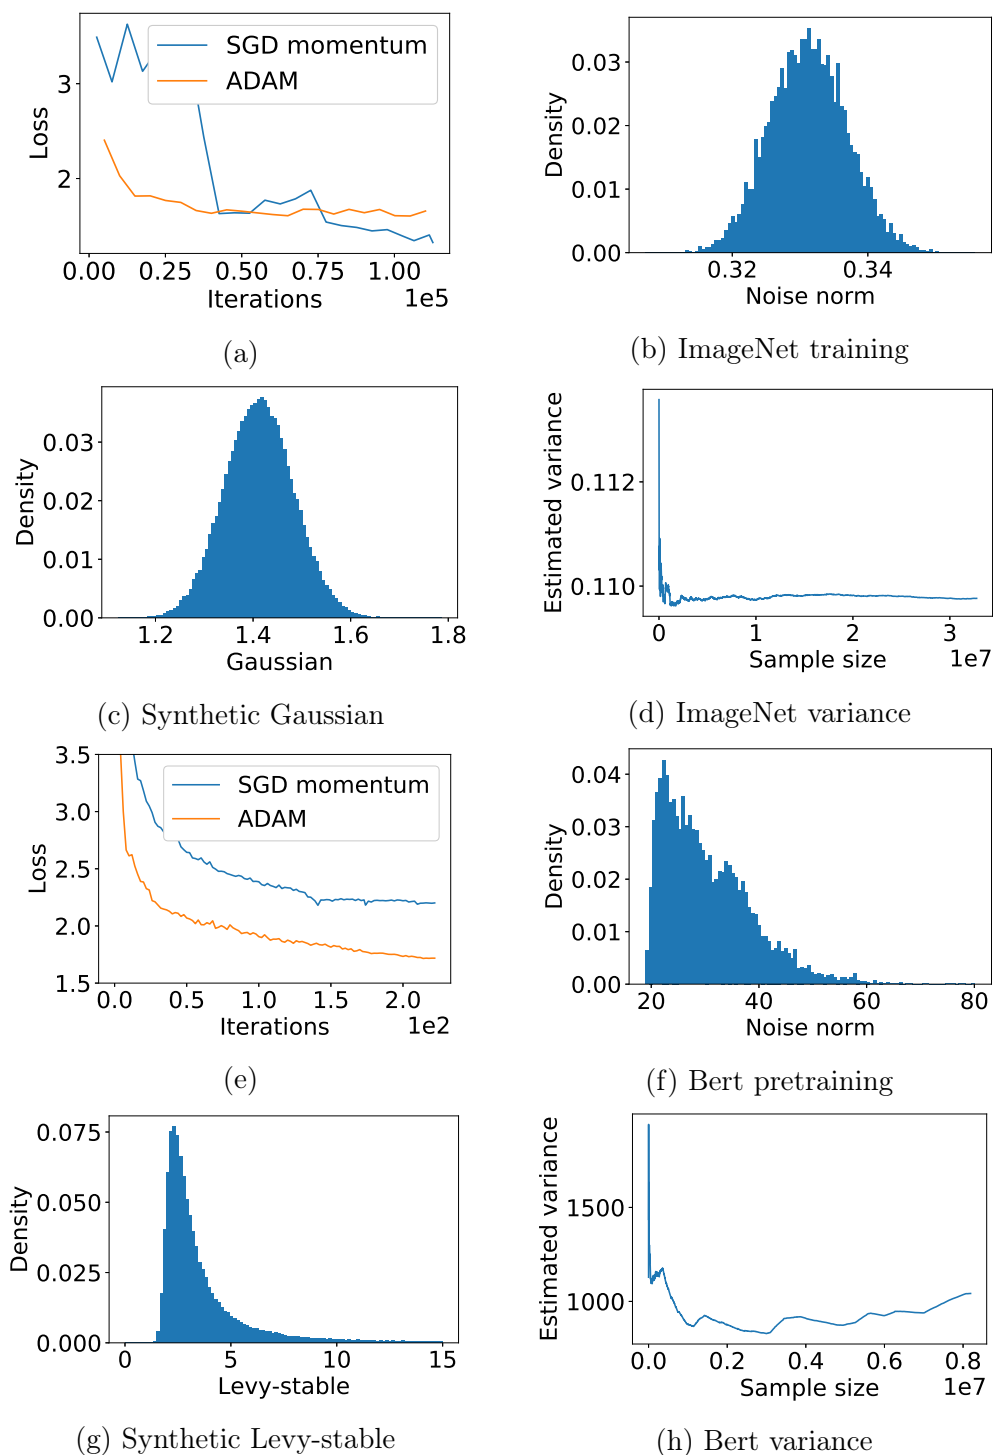 SGD momentum
ADAM
3
2
Loss
0.00 0.25 0.50 0.75 1.00
Iterations
1e5
(a)
0.03
0.02
0.01
0.00
Density
0.32 0.34
Noise norm
(b) ImageNet training
0.03
0.02
0.01
0.00
Density
1.2 1.4 1.6 1.8
Gaussian
(c) Synthetic Gaussian
0.112
0.110
Estimated variance
0 1 2 3
Sample size
1e7
(d) ImageNet variance
SGD momentum
ADAM
3.5
3.0
2.5
2.0
1.5
Loss
0.0 0.5 1.0 1.5 2.0
Iterations
1e2
(e)
0.04
0.03
0.02
0.01
0.00
Density
20 40 60 80
Noise norm
(f) Bert pretraining
0.075
0.050
0.025
0.000
Density
0 5 10 15
Levy-stable
(g) Synthetic Levy-stable
1500
1000
Estimated variance
0.0 0.2 0.4 0.6 0.8
Sample size
1e7
(h) Bert variance